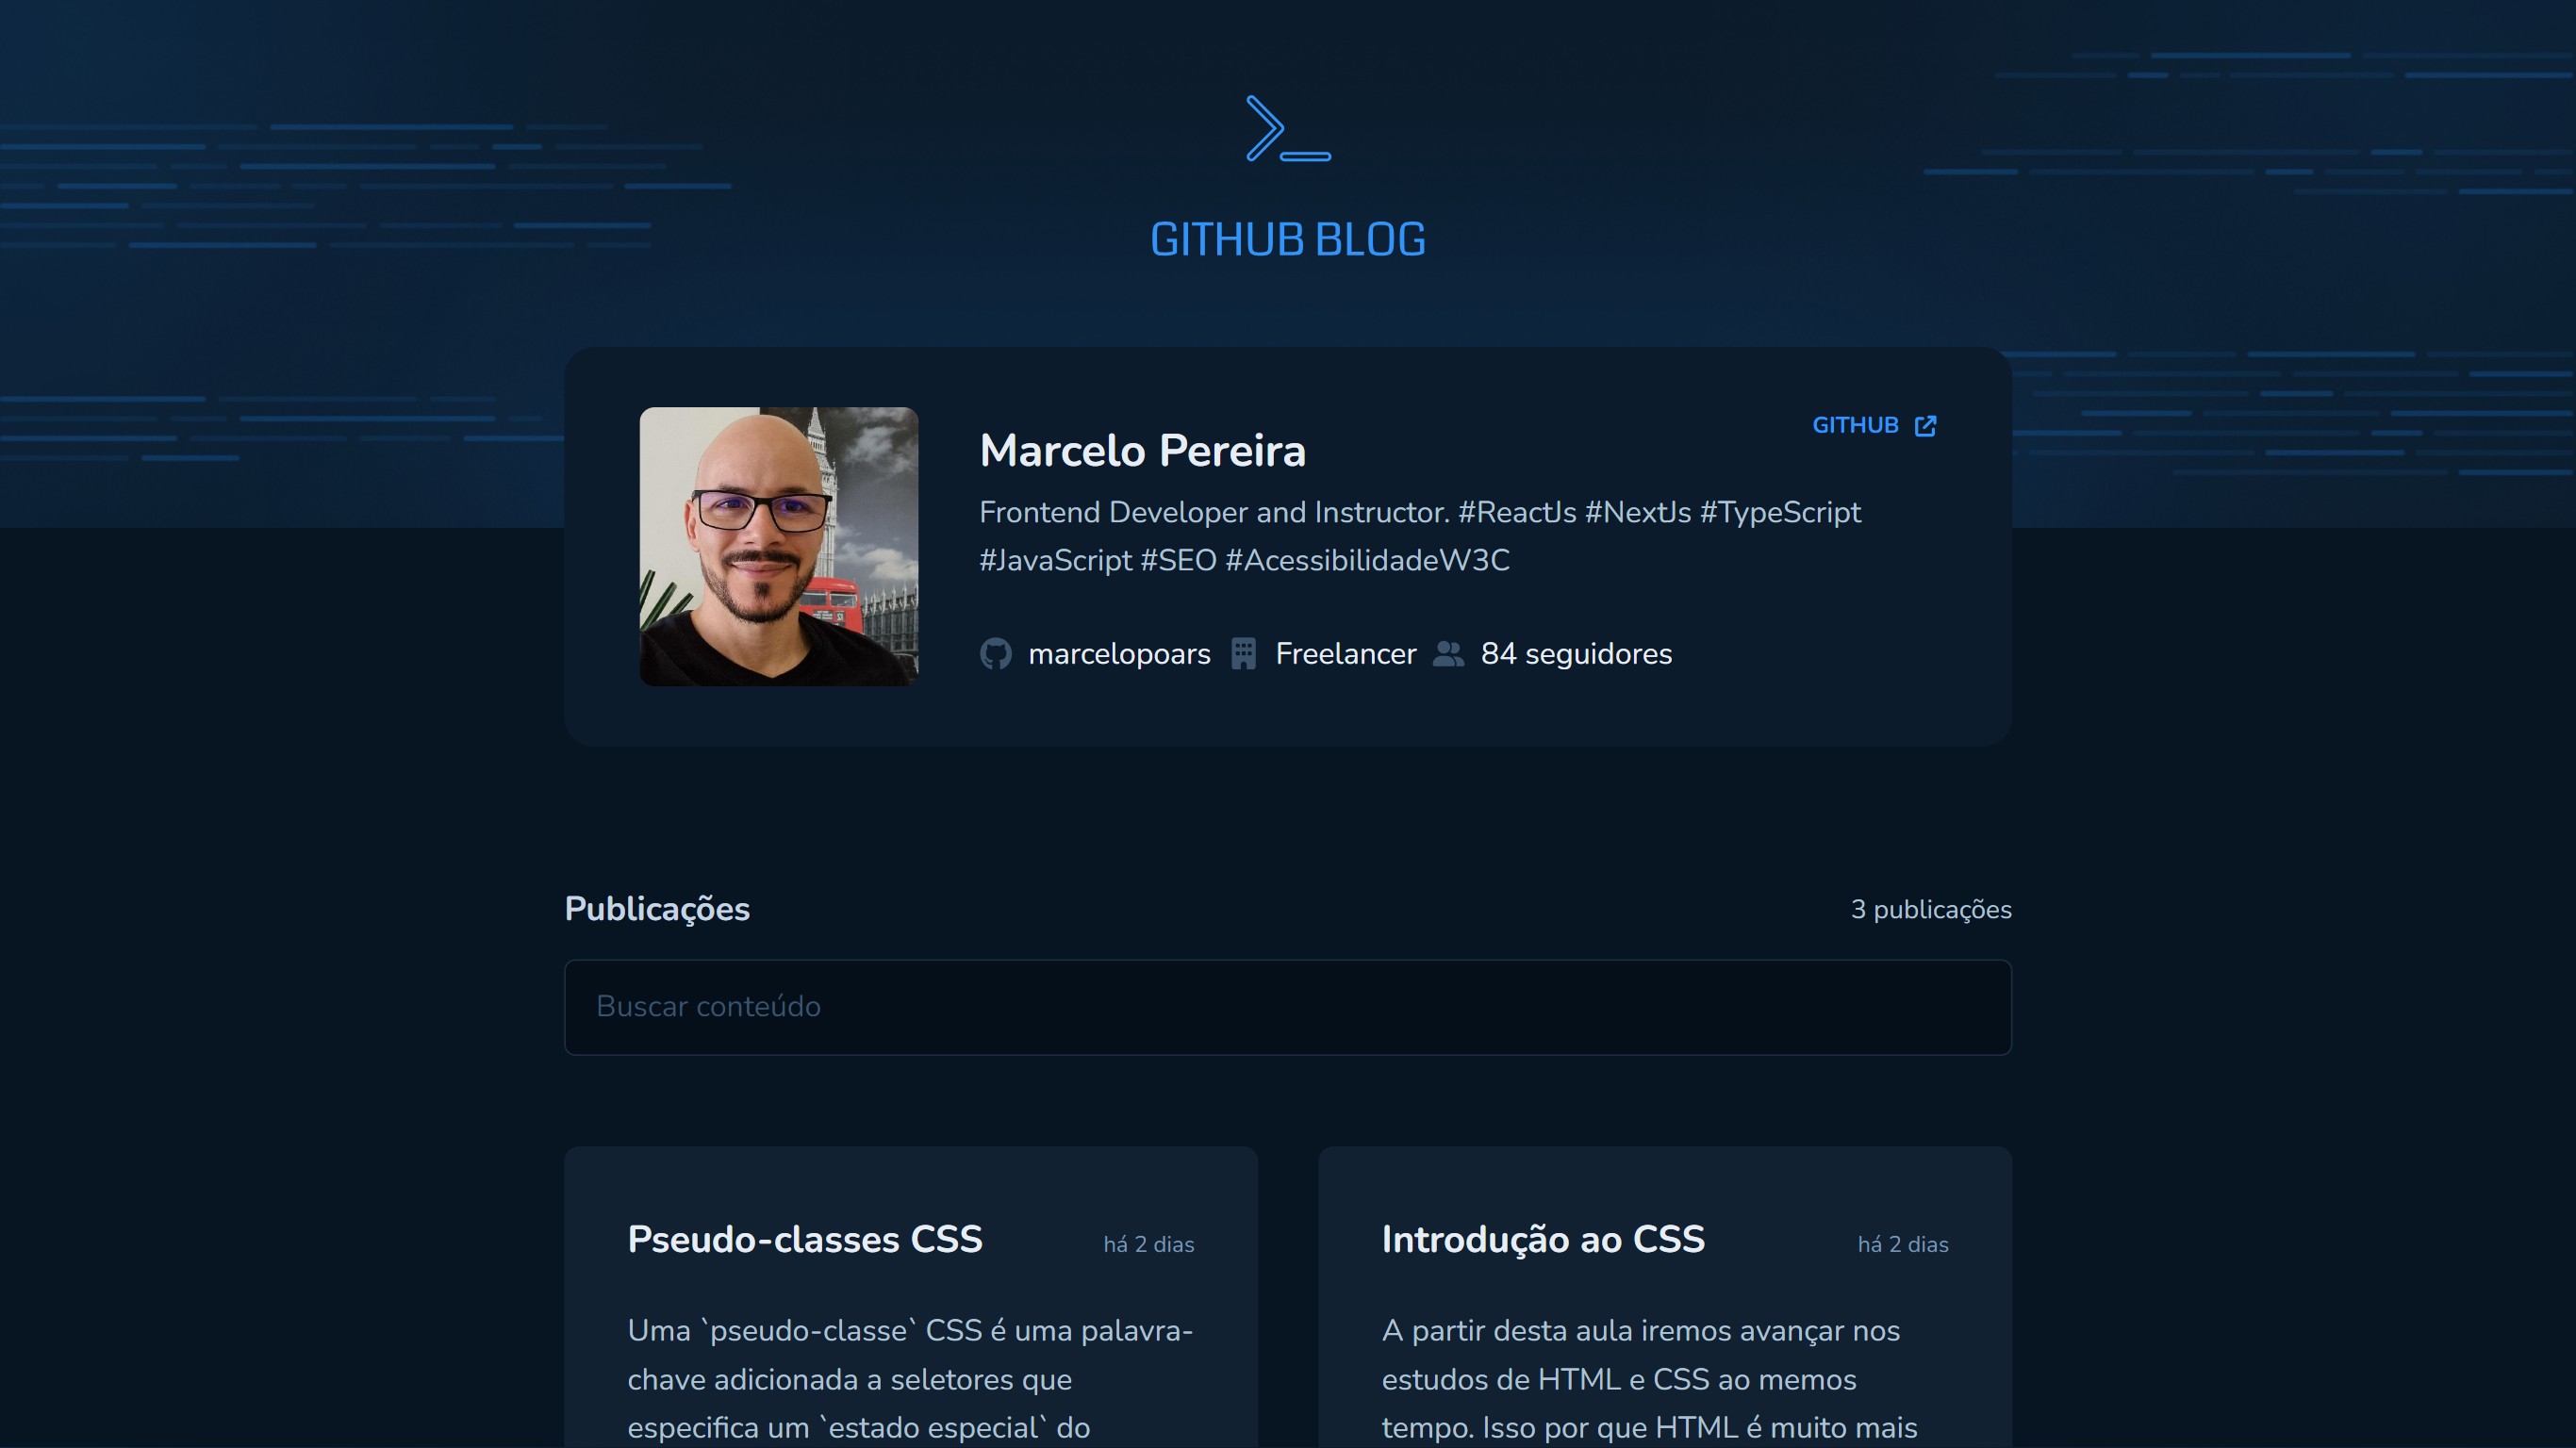 GITHUB BLOG
Marcelo Pereira
GITHUB
Frontend Developer and Instructor. #ReactJs #NextJs #TypeScript
#JavaScript #SEO #AcessibilidadeW3C
marcelopoars Freelancer 84 seguidores
Publicações
3 publicações
Buscar conteúdo
Pseudo-classes CSS
há 2 dias
Uma `pseudo-classe` CSS é uma palavra-
chave adicionada a seletores que
especifica um `estado especial` do
Introdução ao CSS
há 2 dias
A partir desta aula iremos avançar nos
estudos de HTML e CSS ao memos
tempo. Isso por que HTML é muito mais